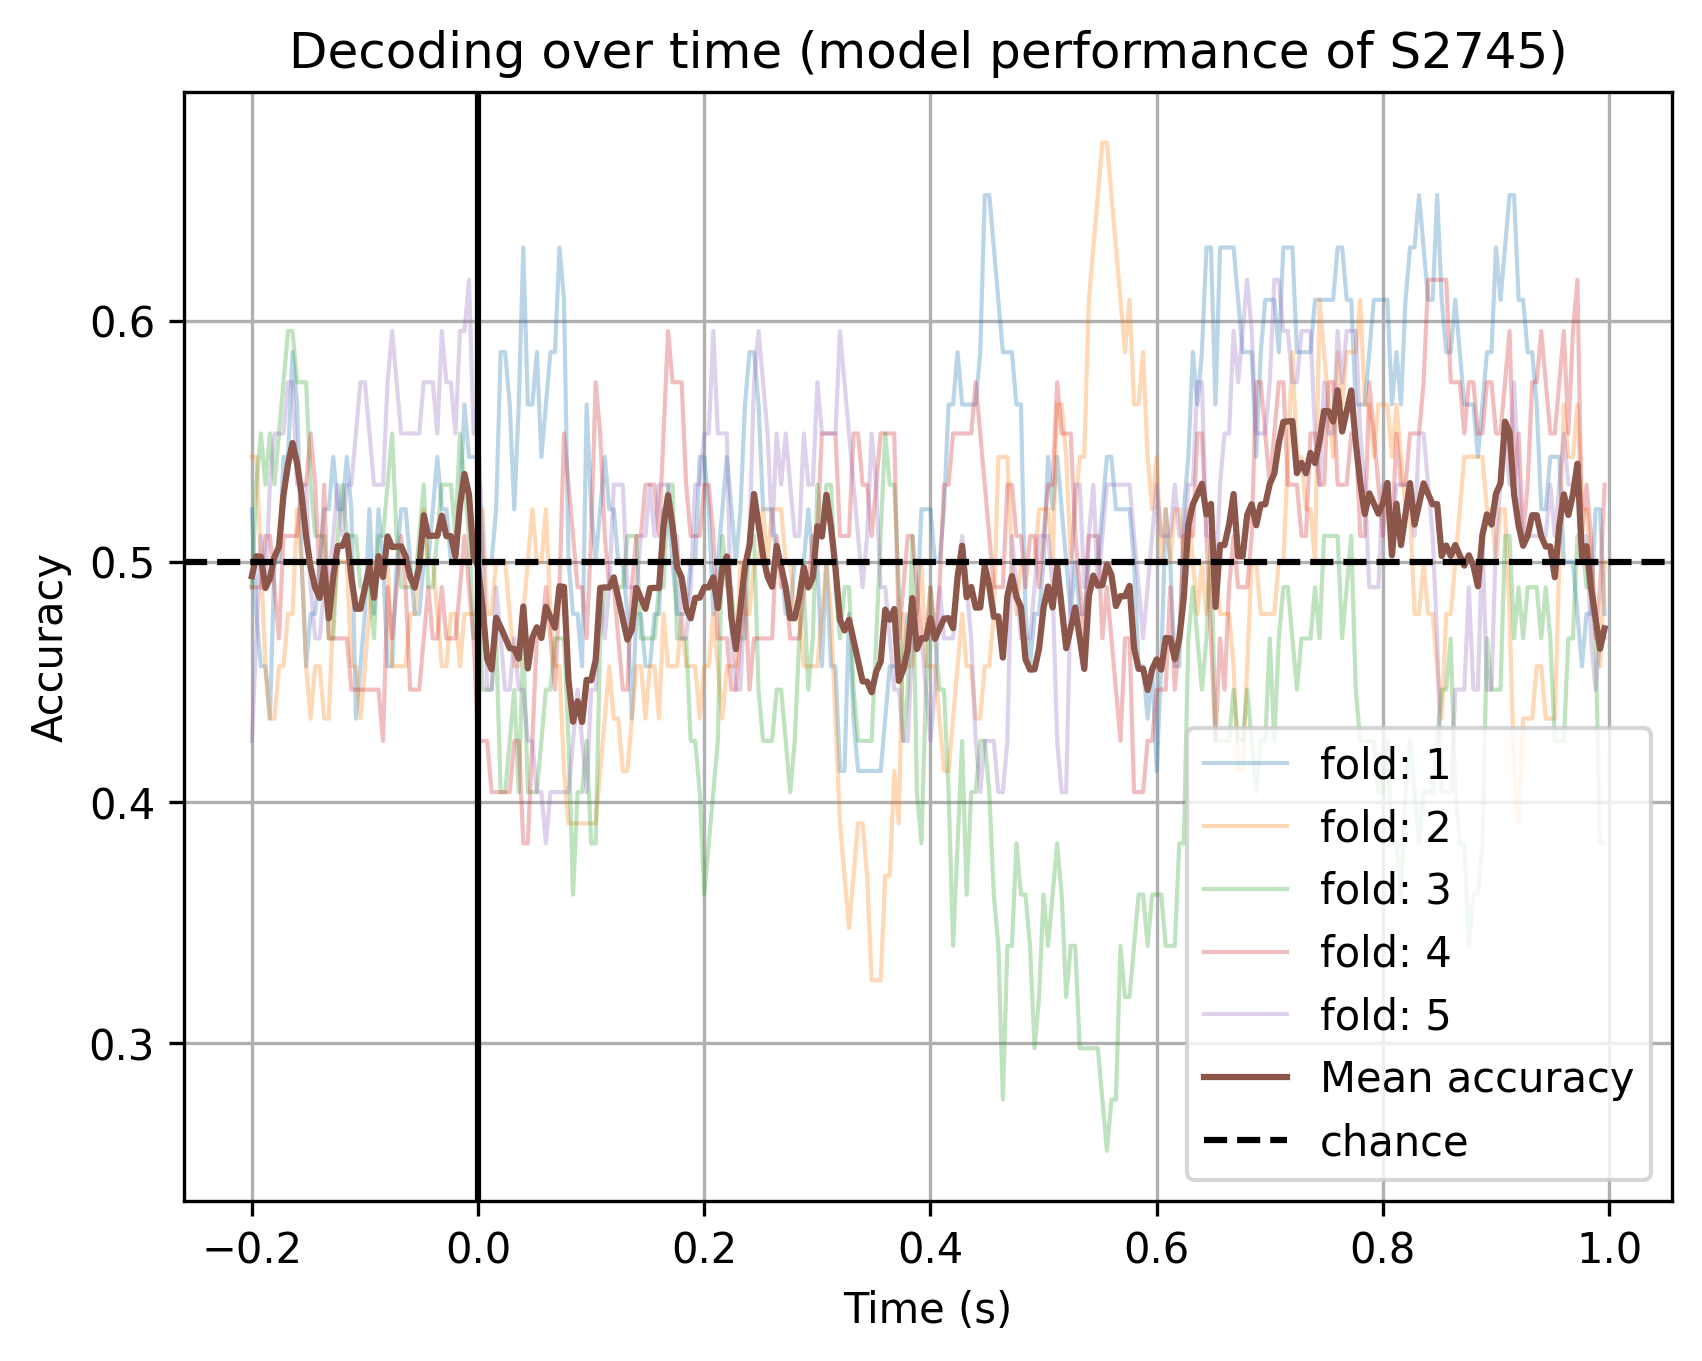 Decoding over time (model performance of S2745)
Accuracy
0.6
0.5
0.4
0.3
−0.2 0.0 0.2 0.4 0.6 0.8 1.0
Time (s)
fold: 1
fold: 2
fold: 3
fold: 4
fold: 5
Mean accuracy
chance